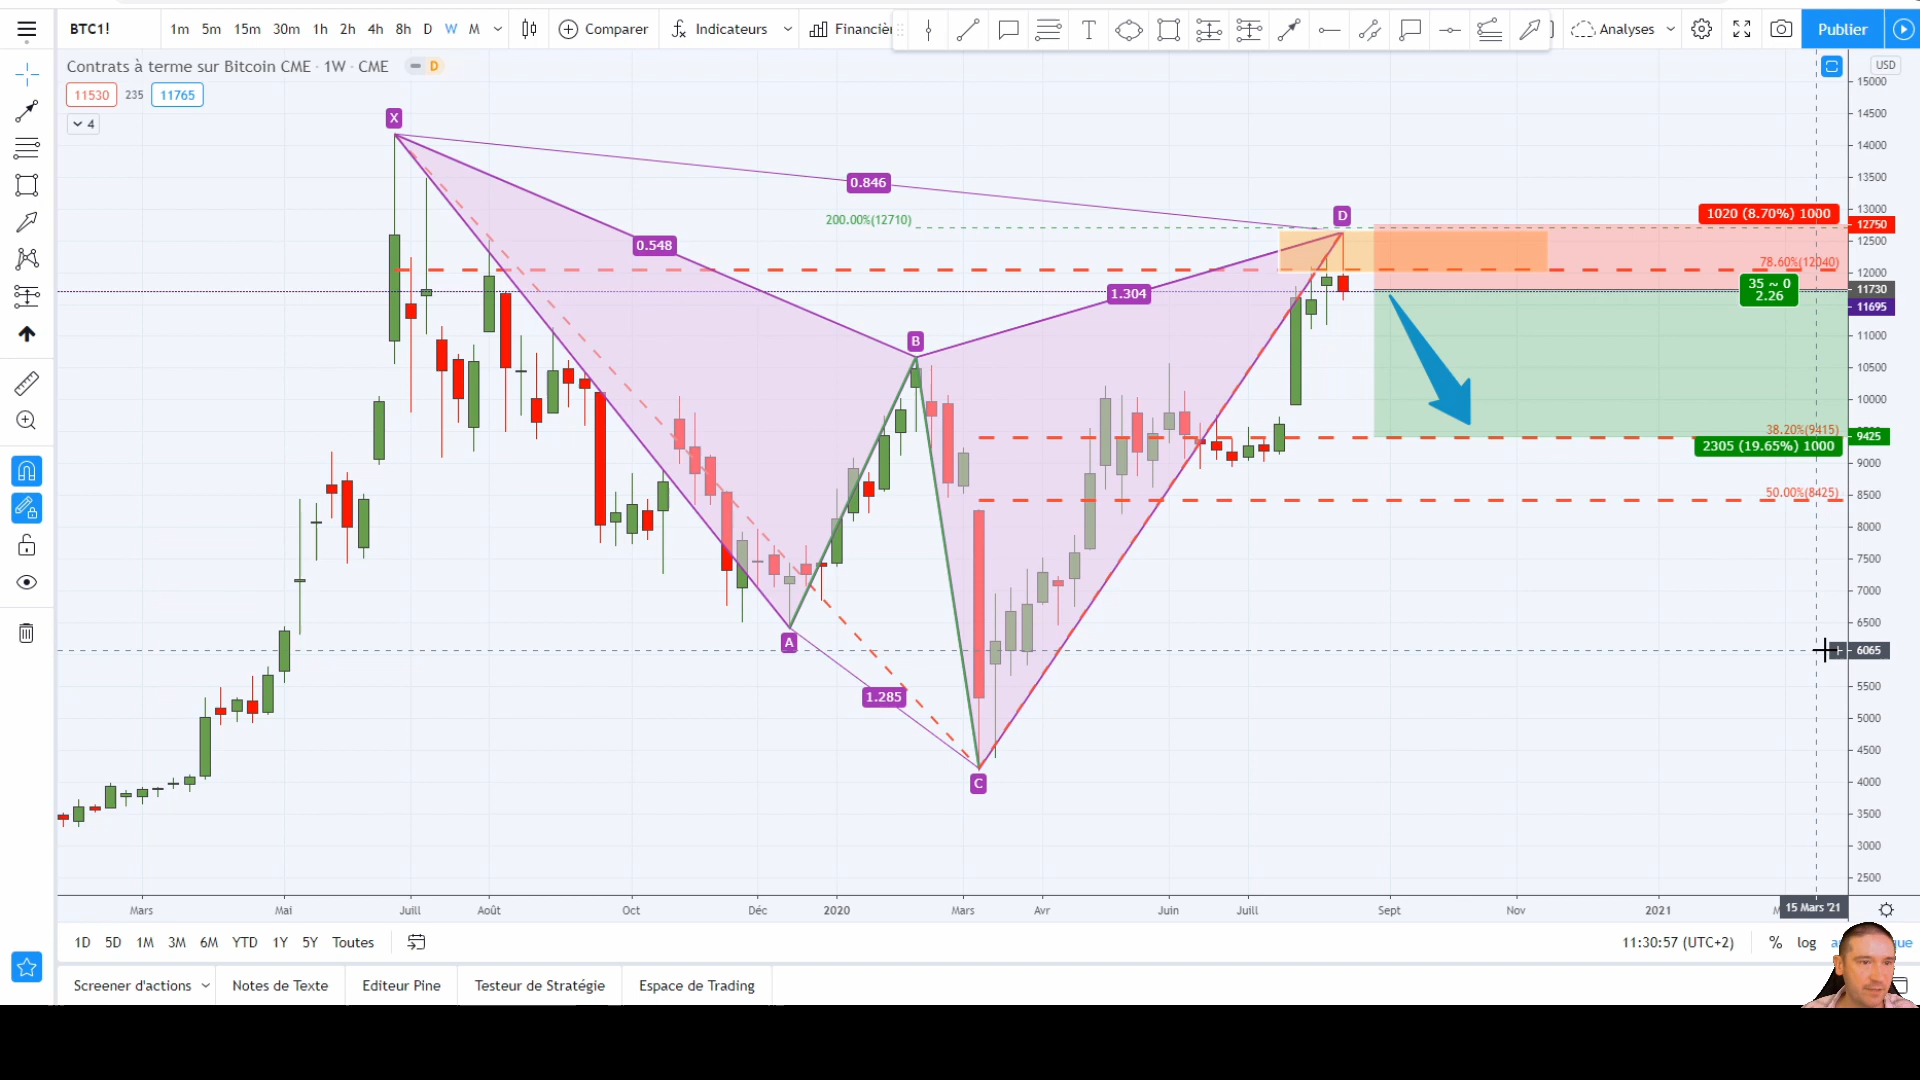 BTC1! 1m 5m 15m 30m 1h 2h 4h 8h D W M Comparer Indicateurs Financièr T Analyses Publier
Contrats à terme sur Bitcoin CME · 1W · CME D
USD
11530 235 11765
4
X
0.846
200.00%(12710)
D
0.548
1.304
B
A
1.285
C
1020 (8.70%) 1000
78.60%(12040)
35 ~ 0
2.26
38.20%(9415)
2305 (19.65%) 1000
50.00%(8425)
15000
14500
14000
13500
13000
12750
12500
12000
11730
11695
11000
10500
10000
9425
9000
8500
8000
7500
7000
6500
6065
5500
5000
4500
4000
3500
3000
2500
Mars Mai Juill Août Oct Déc 2020 Mars Avr Juin Juill Sept Nov 2021 15 Mars '21
1D 5D 1M 3M 6M YTD 1Y 5Y Toutes 11:30:57 (UTC+2) % log
Screener d'actions Notes de Texte Editeur Pine Testeur de Stratégie Espace de Trading